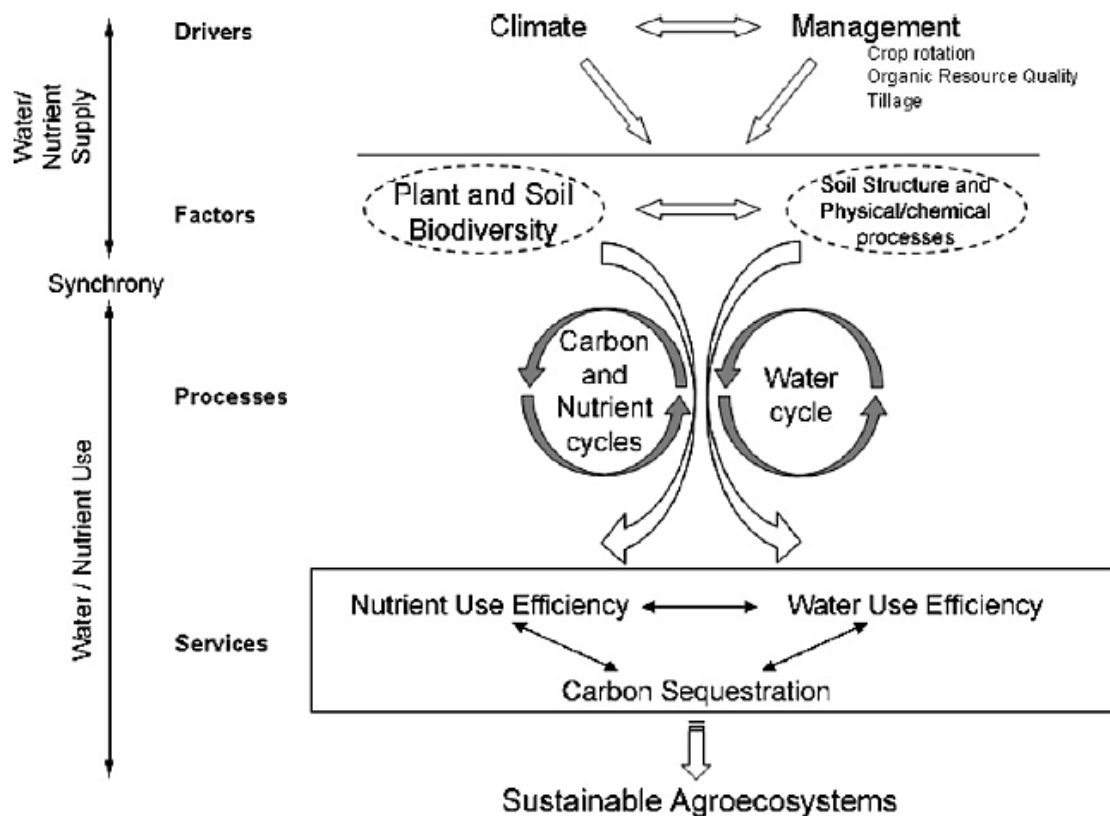 Drivers
Climate
Management
Crop rotation
Organic Resource Quality
Tillage
Water/
Nutrient
Supply
Factors
Plant and Soil
Biodiversity
Soil Structure and
Physical/chemical
processes
Synchrony
Processes
Carbon
and
Nutrient
cycles
Water
cycle
Water / Nutrient Use
Services
Nutrient Use Efficiency
Water Use Efficiency
Carbon Sequestration
Sustainable Agroecosystems